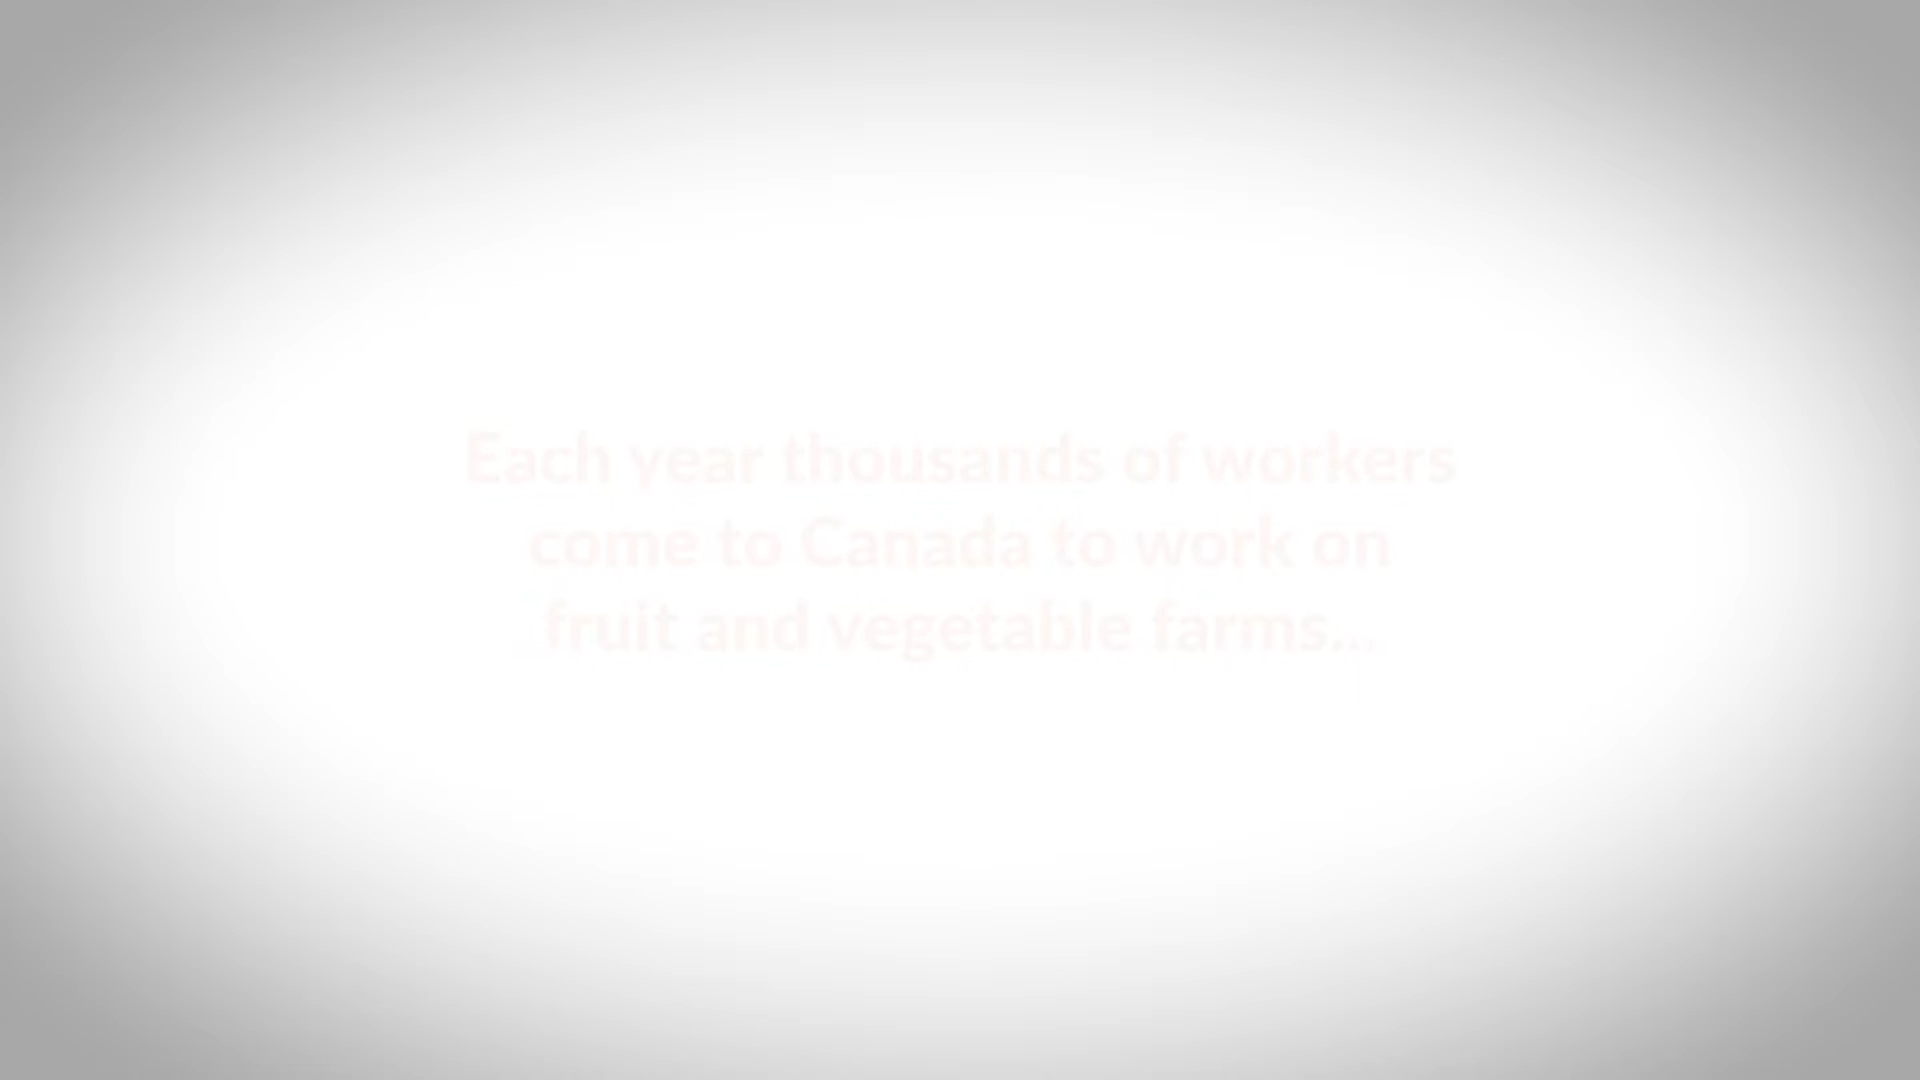 Each year thousands of workers
come to Canada to work on
fruit and vegetable farms...